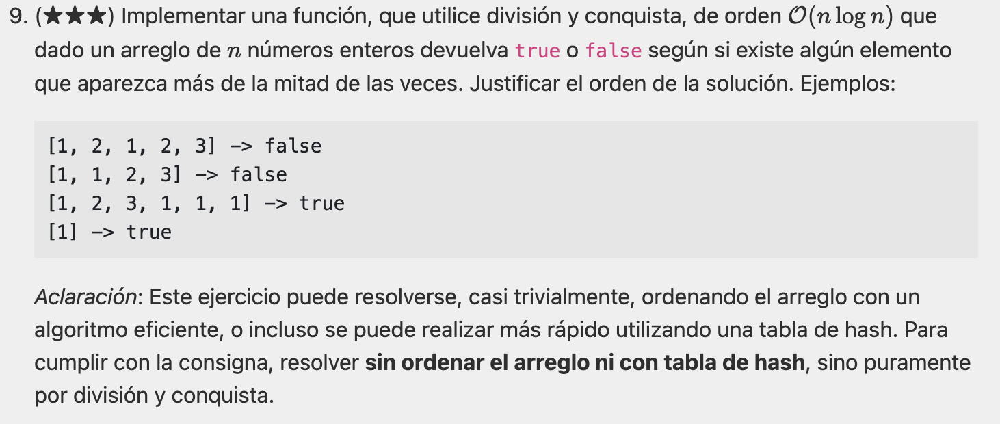 9. (★★★) Implementar una función, que utilice división y conquista, de orden 𝒪(n log n) que
dado un arreglo de n números enteros devuelva true o false según si existe algún elemento
que aparezca más de la mitad de las veces. Justificar el orden de la solución. Ejemplos:
[1, 2, 1, 2, 3] -> false
[1, 1, 2, 3] -> false
[1, 2, 3, 1, 1, 1] -> true
[1] -> true
Aclaración: Este ejercicio puede resolverse, casi trivialmente, ordenando el arreglo con un
algoritmo eficiente, o incluso se puede realizar más rápido utilizando una tabla de hash. Para
cumplir con la consigna, resolver sin ordenar el arreglo ni con tabla de hash, sino puramente
por división y conquista.